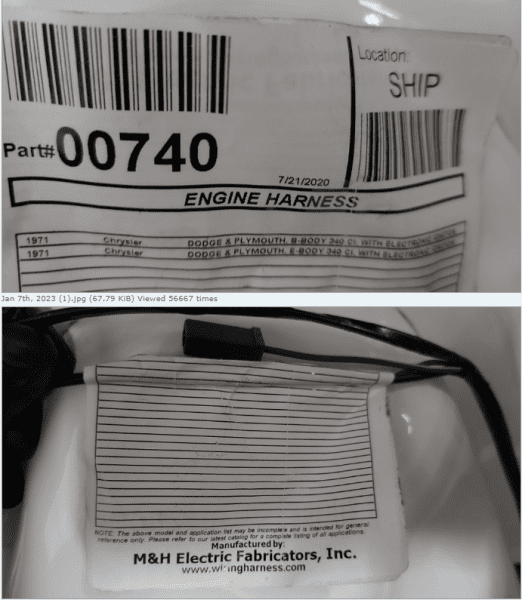 Location:
SHIP
Part# 00740
7/21/2020
ENGINE HARNESS
1971 Chrysler DODGE & PLYMOUTH, B-BODY 340 CI, WITH ELECTRONIC
1971 Chrysler DODGE & PLYMOUTH, E-BODY 340 CI, WITH ELECTRONIC
Jan 7th, 2023 (1).jpg (67.79 KiB) Viewed 56667 times
NOTE: The above model and application list may be incomplete and is intended for general
reference only. Please refer to our latest catalog for a complete listing of all applications.
Manufactured by:
M&H Electric Fabricators, Inc.
www.wiringharness.com